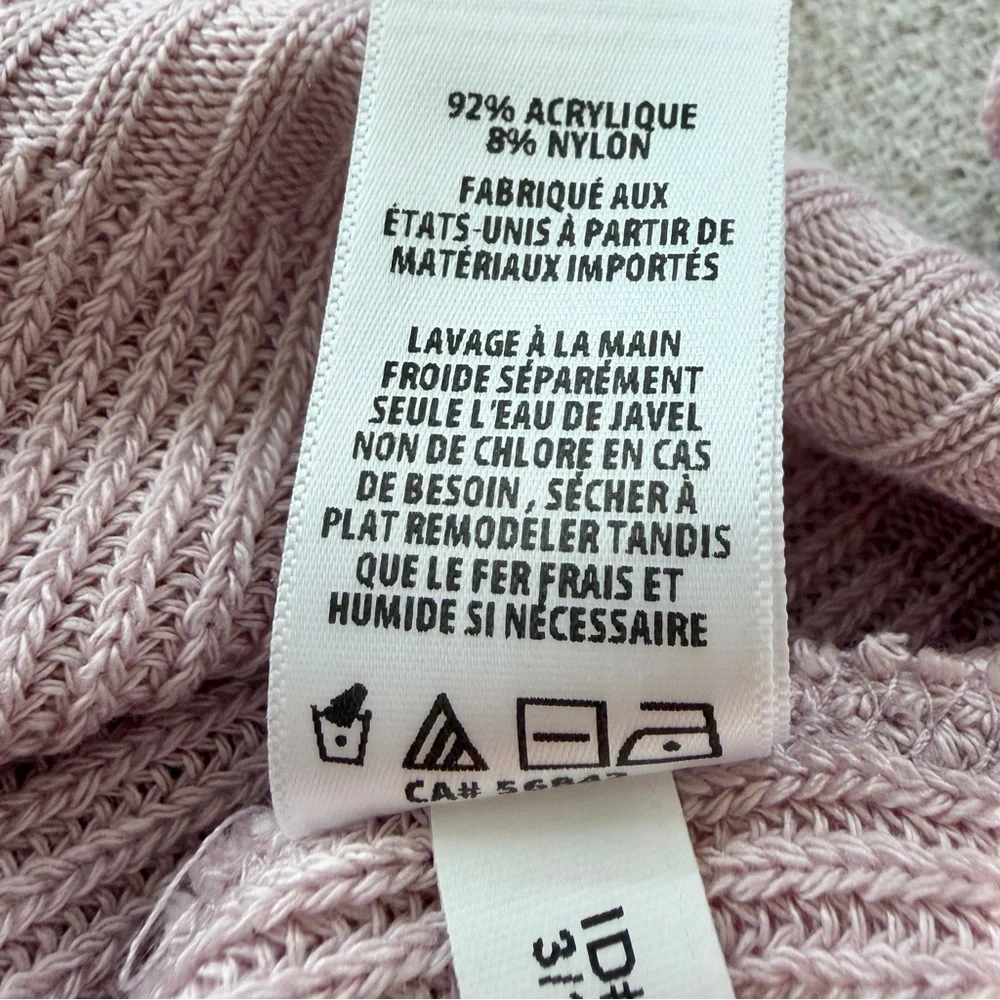 92% ACRYLIQUE
8% NYLON
FABRIQUÉ AUX
ÉTATS-UNIS À PARTIR DE
MATÉRIAUX IMPORTÉS
LAVAGE À LA MAIN
FROIDE SÉPARÉMENT
SEULE L'EAU DE JAVEL
NON DE CHLORE EN CAS
DE BESOIN, SÉCHER À
PLAT REMODELER TANDIS
QUE LE FER FRAIS ET
HUMIDE SI NÉCESSAIRE
CA#
ID#